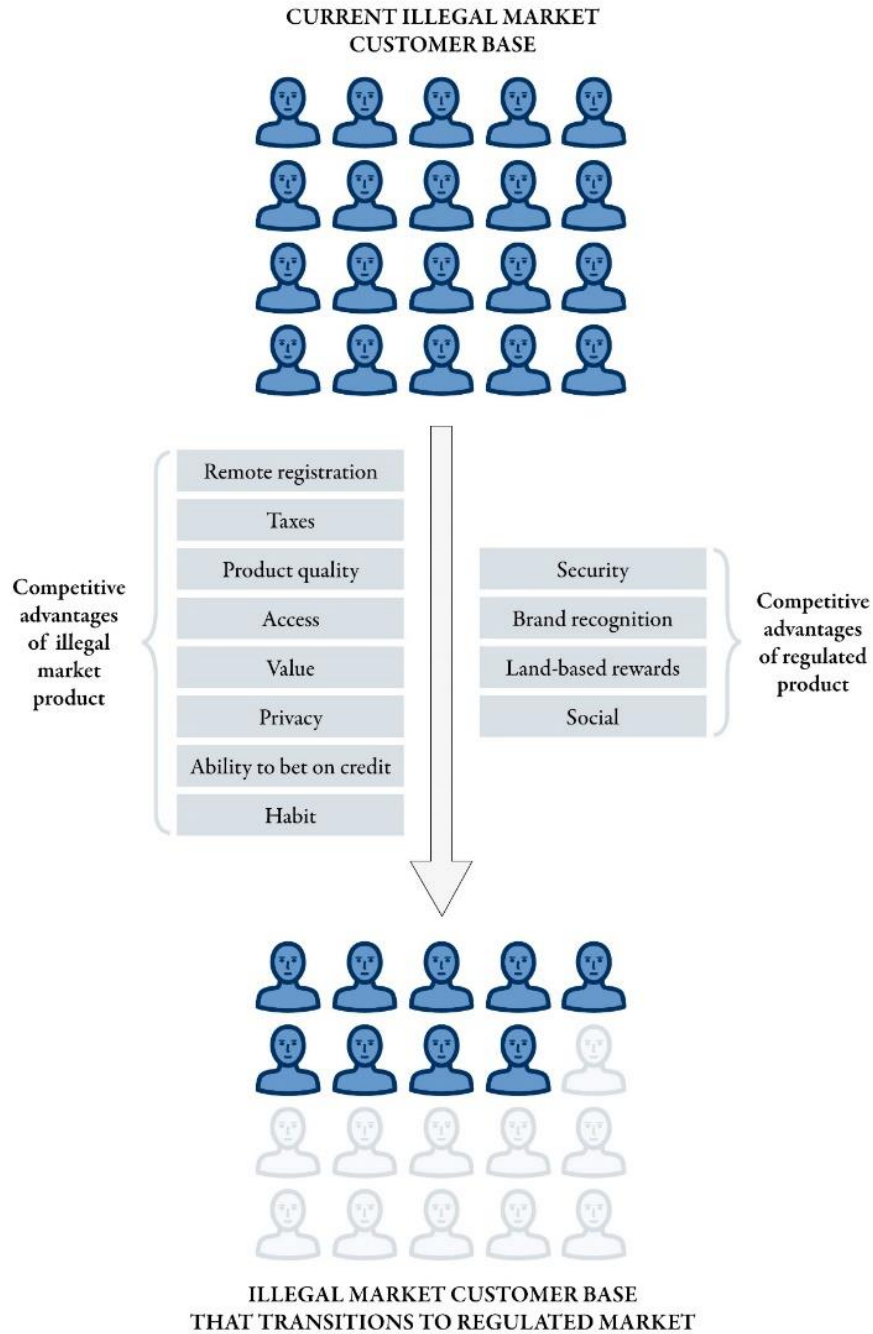 CURRENT ILLEGAL MARKET
CUSTOMER BASE
Remote registration
Taxes
Product quality
Access
Value
Privacy
Ability to bet on credit
Habit
Competitive
advantages
of illegal
market
product
Security
Brand recognition
Land-based rewards
Social
Competitive
advantages
of regulated
product
ILLEGAL MARKET CUSTOMER BASE
THAT TRANSITIONS TO REGULATED MARKET